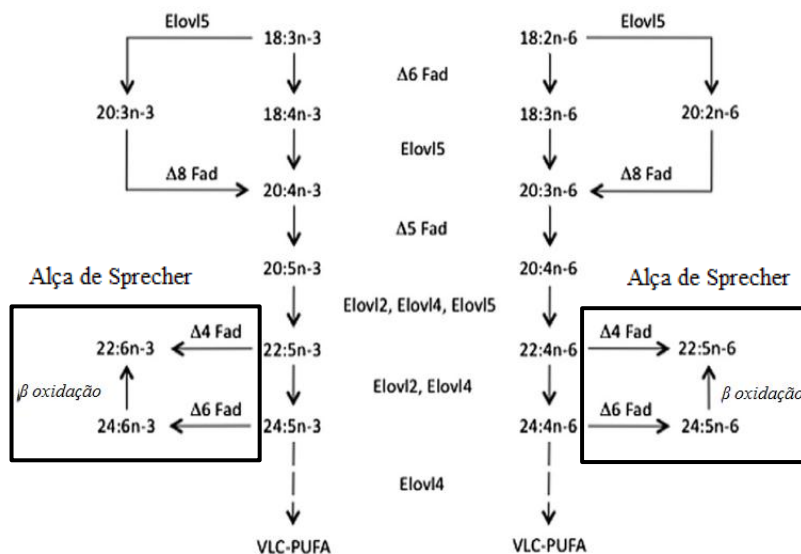 Elovl5 18:3n-3 18:2n-6 Elovl5
Δ6 Fad
20:3n-3 18:4n-3 18:3n-6 20:2n-6
Elovl5
Δ8 Fad Δ8 Fad
20:4n-3 20:3n-6
Δ5 Fad
20:5n-3 20:4n-6
Alça de Sprecher Alça de Sprecher
Elovl2, Elovl4, Elovl5
Δ4 Fad Δ4 Fad
22:6n-3 22:5n-3 22:4n-6 22:5n-6
β oxidação Elovl2, Elovl4 β oxidação
Δ6 Fad Δ6 Fad
24:6n-3 24:5n-3 24:4n-6 24:5n-6
Elovl4
VLC-PUFA VLC-PUFA